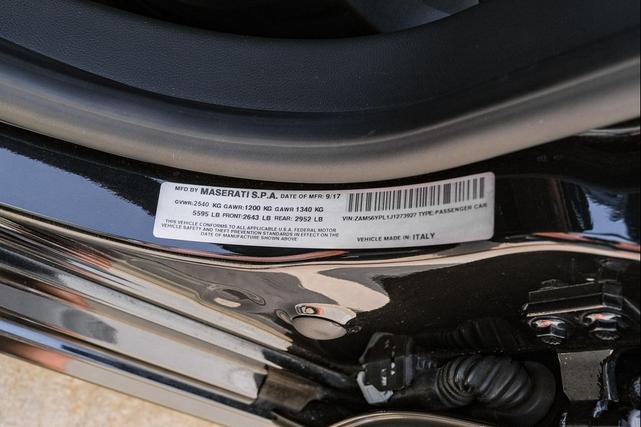 MFD BY MASERATI S.P.A. DATE OF MFR: 9/17
GVWR:2540 KG GAWR:1200 KG GAWR 1340 KG
5595 LB FRONT:2643 LB REAR: 2952 LB
THIS VEHICLE CONFORMS TO ALL APPLICABLE U.S.A. FEDERAL MOTOR
VEHICLE SAFETY AND THEFT PREVENTION STANDARDS IN EFFECT ON THE
DATE OF MANUFACTURE SHOWN ABOVE
VIN:ZAM56YPL1J1273927 TYPE:PASSENGER CAR
VEHICLE MADE IN: ITALY